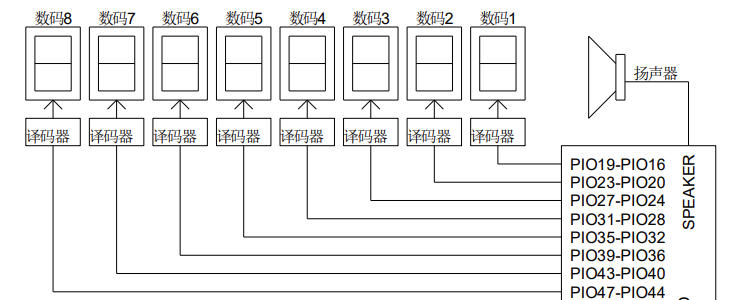 数码8 数码7 数码6 数码5 数码4 数码3 数码2 数码1
扬声器
译码器 译码器 译码器 译码器 译码器 译码器 译码器 译码器
PIO19-PIO16
PIO23-PIO20
PIO27-PIO24
PIO31-PIO28
PIO35-PIO32
PIO39-PIO36
PIO43-PIO40
PIO47-PIO44
SPEAKER